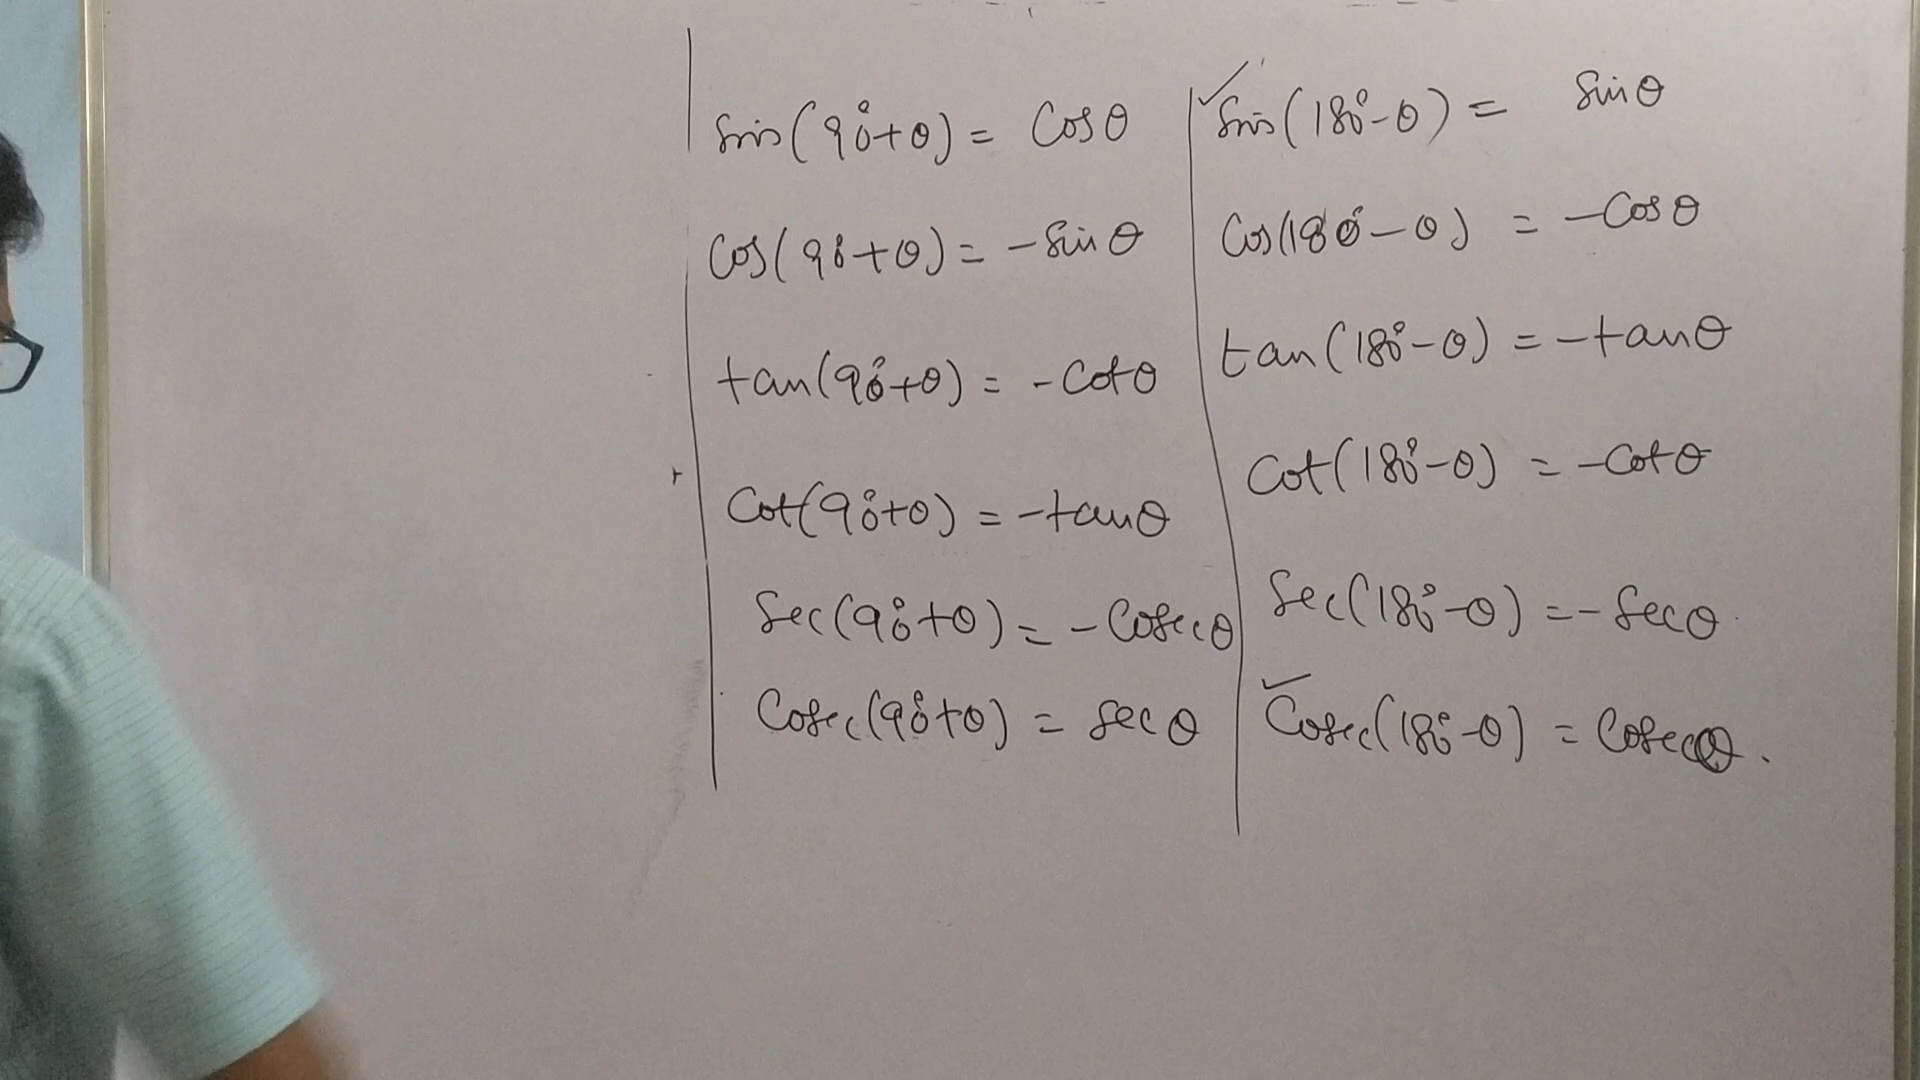 sin(90°+θ) = Cosθ
Cos(90°+θ) = -sinθ
tan(90°+θ) = -Cotθ
Cot(90°+θ) = -tanθ
Sec(90°+θ) = -Cosecθ
Cosec(90°+θ) = secθ
✓sin(180°-θ) = sinθ
Cos(180°-θ) = -Cosθ
tan(180°-θ) = -tanθ
Cot(180°-θ) = -Cotθ
Sec(180°-θ) = -Secθ
✓Cosec(180°-θ) = Cosecθ.